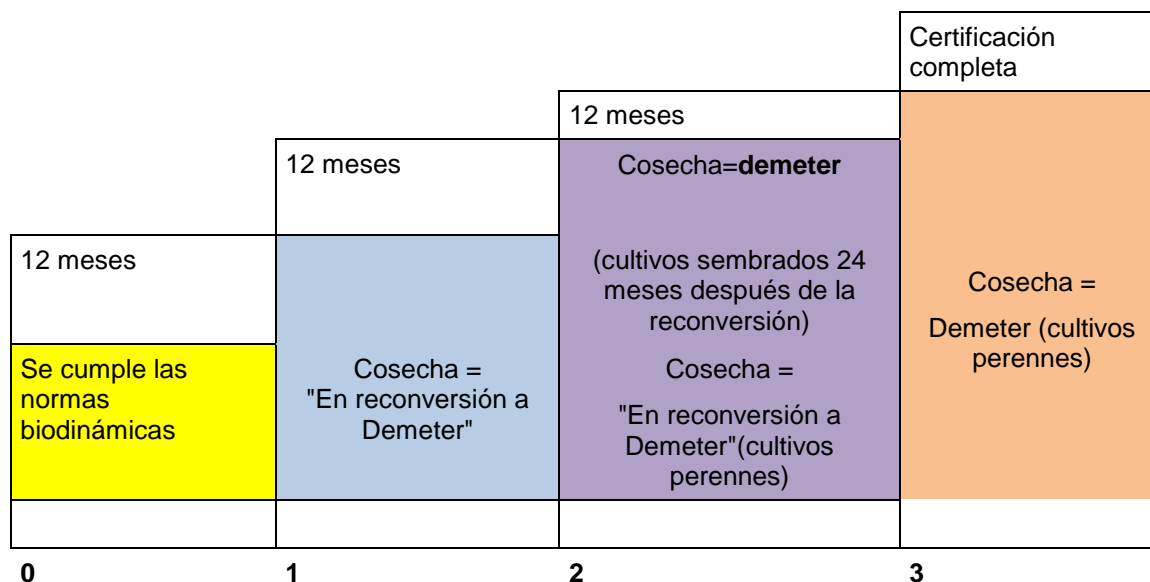 Certificación
completa
12 meses
12 meses
Cosecha=demeter
12 meses
(cultivos sembrados 24
meses después de la
reconversión)
Cosecha =
Demeter (cultivos
perennes)
Se cumple las
normas
biodinámicas
Cosecha =
"En reconversión a
Demeter"
Cosecha =
"En reconversión a
Demeter"(cultivos
perennes)
0
1
2
3